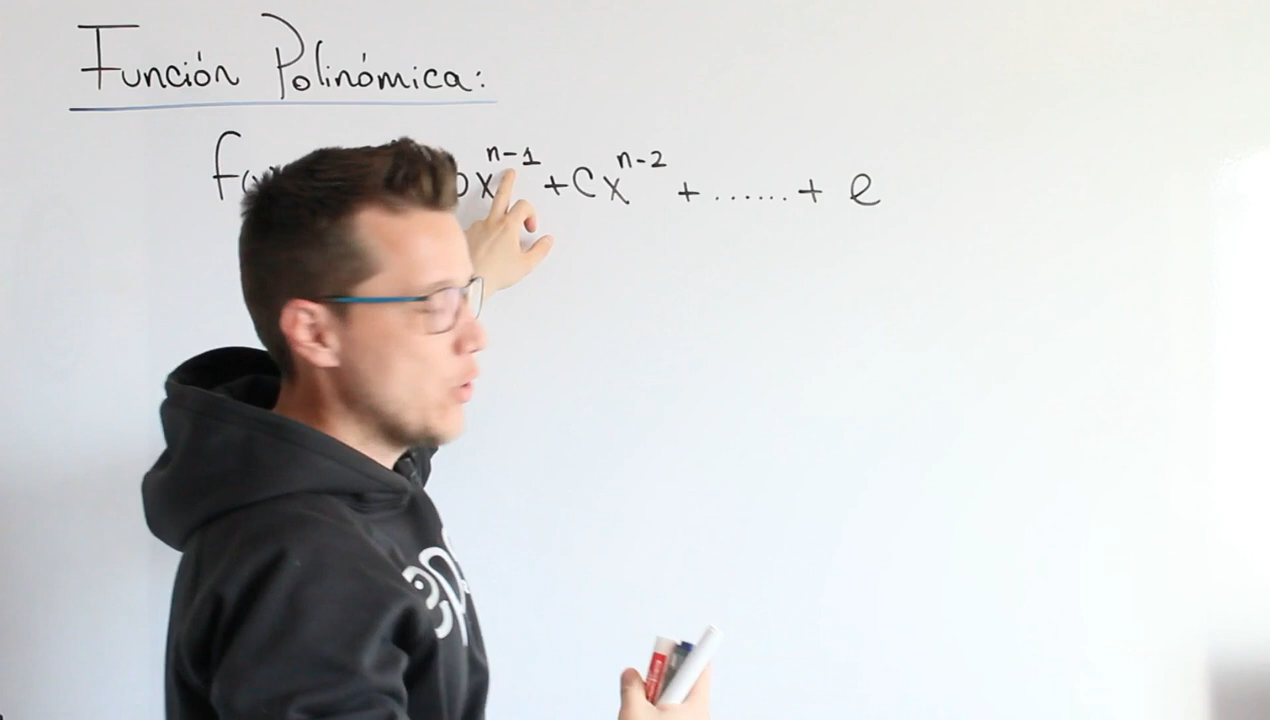 Función Polinómica:
f(x x^{n-1} + Cx^{n-2} + ...... + e